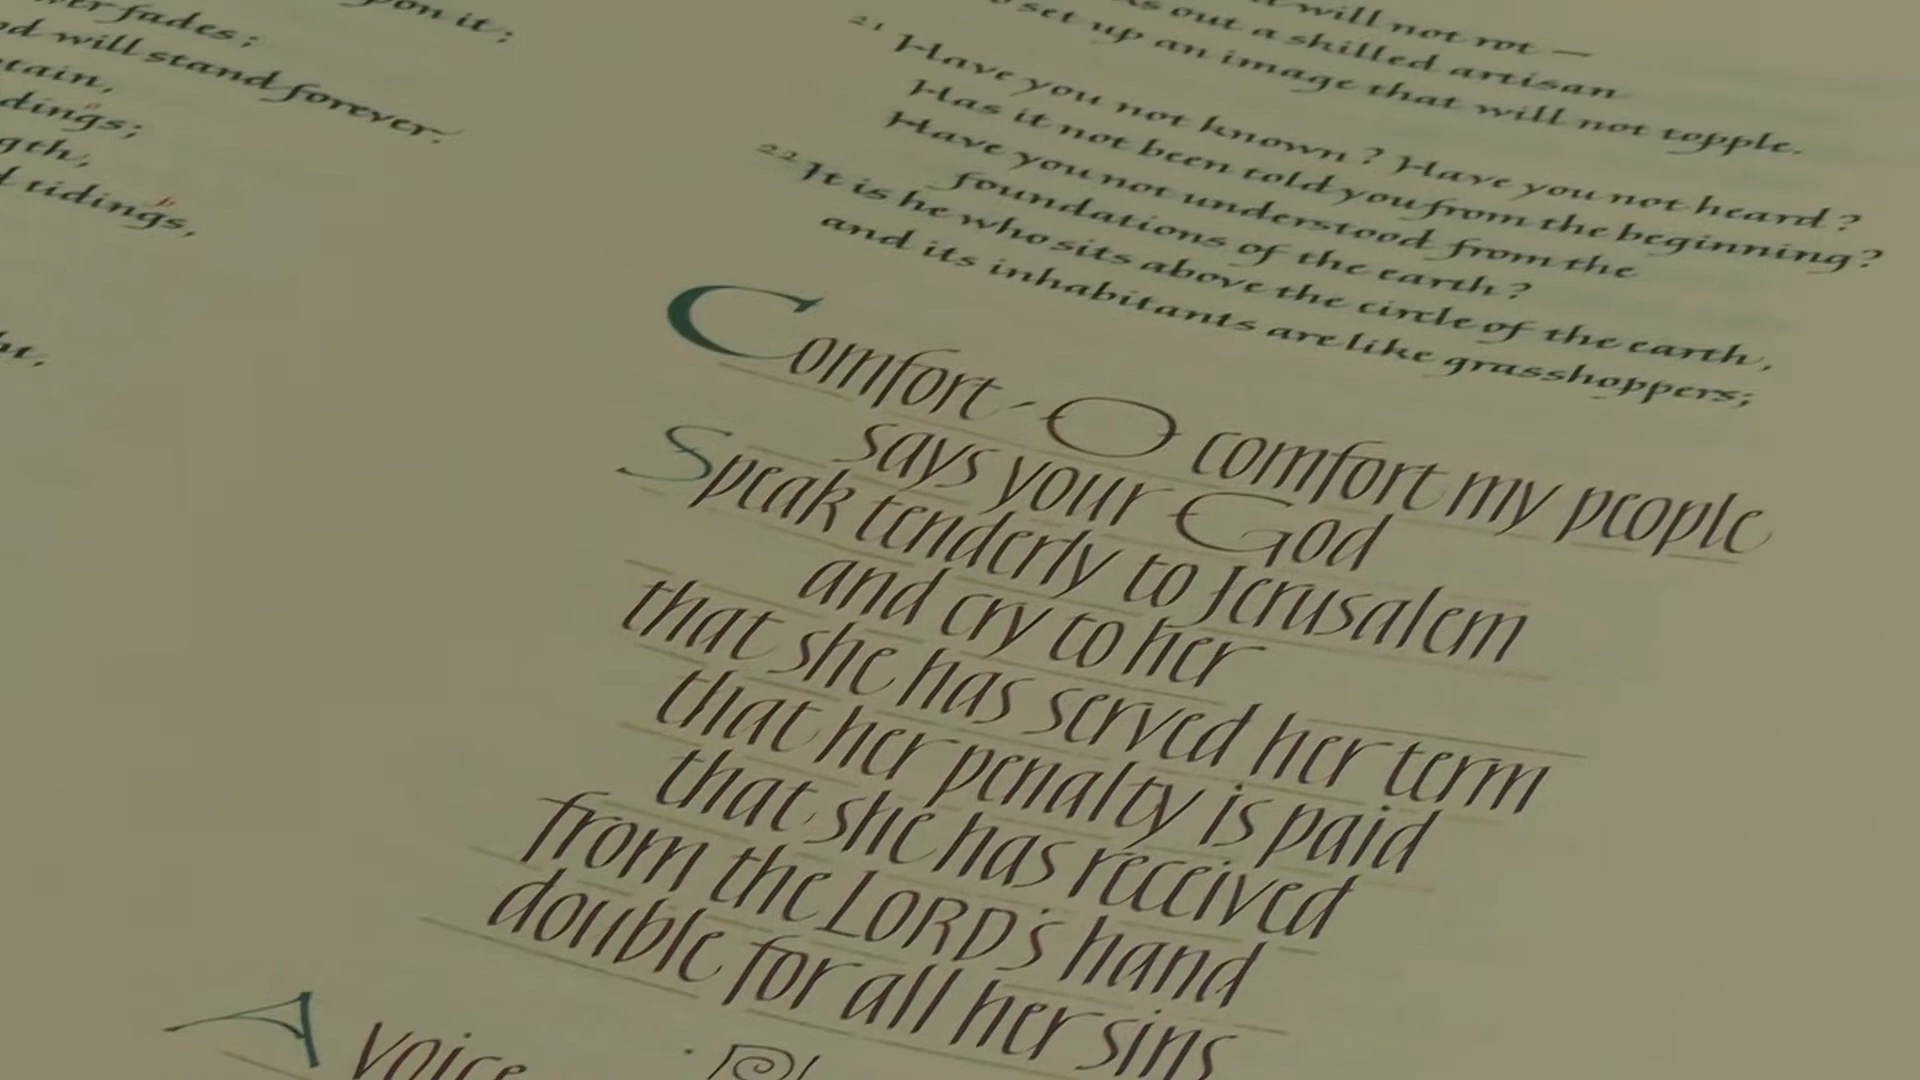 pon it;
wer fades;
od will stand forever.
tain,
dings;
gth,
d tidings,
ht,
will not rot —
out a skilled artisan
to set up an image that will not topple.
21 Have you not known? Have you not heard?
Has it not been told you from the beginning?
Have you not understood from the
foundations of the earth?
22 It is he who sits above the circle of the earth,
and its inhabitants are like grasshoppers;
Comfort - O comfort my people
says your God
Speak tenderly to Jerusalem
and cry to her
that she has served her term
that her penalty is paid
that she has received
from the LORD's hand
double for all her sins
A voice